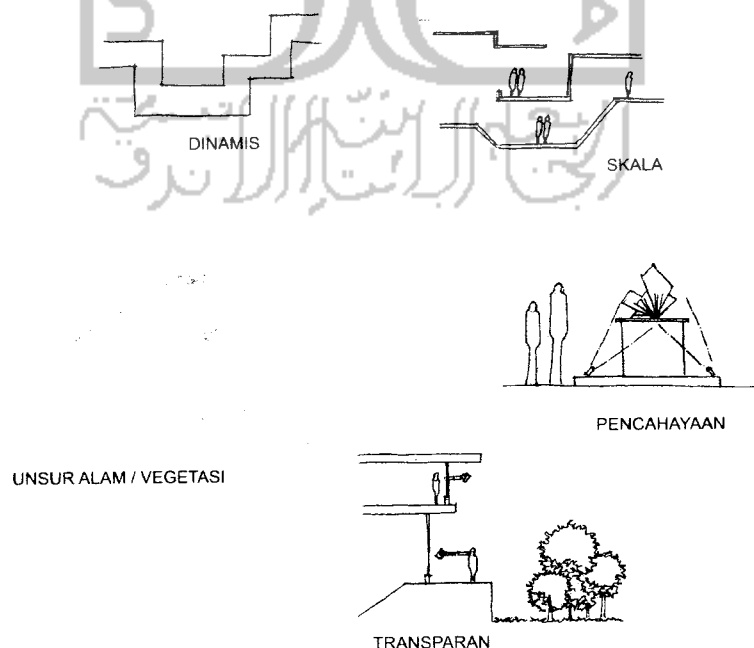 DINAMIS
SKALA
PENCAHAYAAN
UNSUR ALAM / VEGETASI
TRANSPARAN